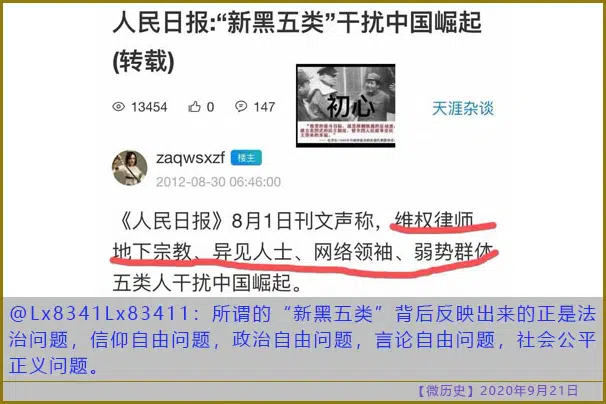 人民日报:“新黑五类”干扰中国崛起
(转载)
13454 0 147
初心
天涯杂谈
zaqwsxzf 楼主
2012-08-30 06:46:00
《人民日报》8月1日刊文声称，维权律师、
地下宗教、异见人士、网络领袖、弱势群体
五类人干扰中国崛起。
@Lx8341Lx83411：所谓的“新黑五类”背后反映出来的正是法
治问题，信仰自由问题，政治自由问题，言论自由问题，社会公平
正义问题。
【微历史】2020年9月21日